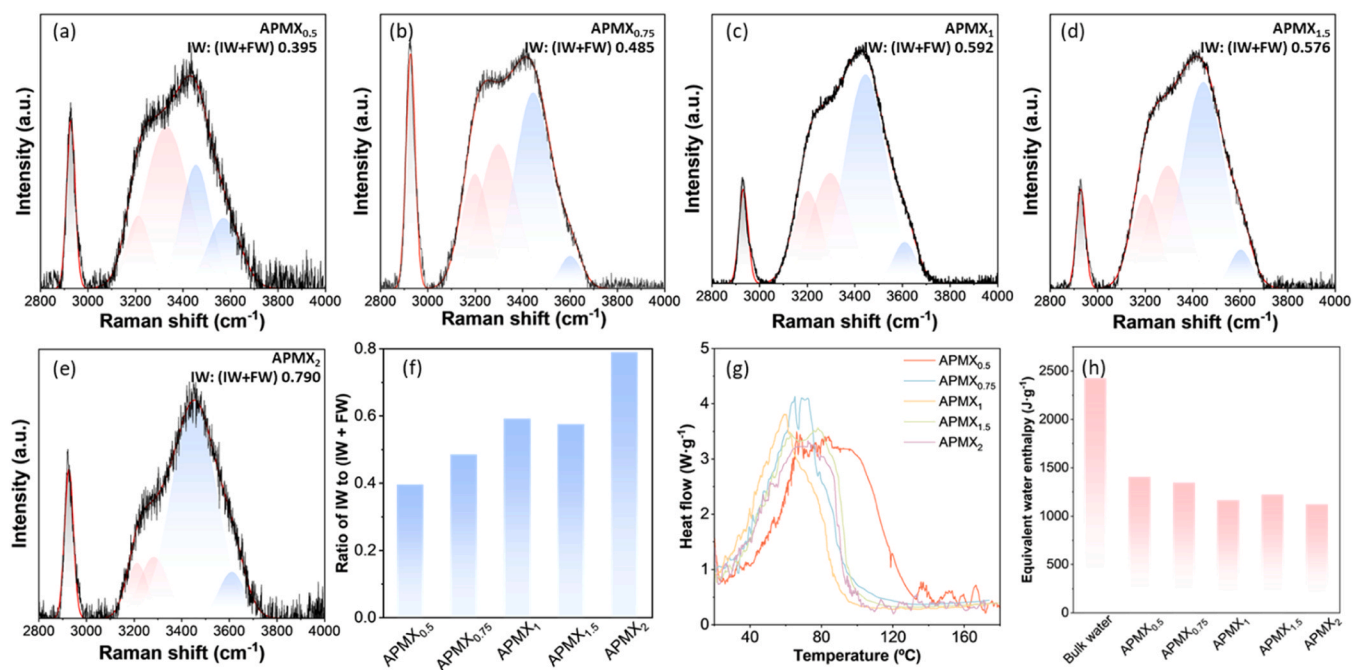 (a)
APMX0.5
IW: (IW+FW) 0.395
Intensity (a.u.)
2800 3000 3200 3400 3600 3800 4000
Raman shift (cm-1)
(b)
APMX0.75
IW: (IW+FW) 0.485
Intensity (a.u.)
2800 3000 3200 3400 3600 3800 4000
Raman shift (cm-1)
(c)
APMX1
IW: (IW+FW) 0.592
Intensity (a.u.)
2800 3000 3200 3400 3600 3800 4000
Raman shift (cm-1)
(d)
APMX1.5
IW: (IW+FW) 0.576
Intensity (a.u.)
2800 3000 3200 3400 3600 3800 4000
Raman shift (cm-1)
(e)
APMX2
IW: (IW+FW) 0.790
Intensity (a.u.)
2800 3000 3200 3400 3600 3800 4000
Raman shift (cm-1)
(f)
Ratio of IW to (IW + FW)
0.8
0.6
0.4
0.2
0.0
APMX0.5 APMX0.75 APMX1 APMX1.5 APMX2
(g)
APMX0.5
APMX0.75
APMX1
APMX1.5
APMX2
Heat flow (W·g-1)
5
4
3
2
1
0
40 80 120 160
Temperature (ºC)
(h)
Equivalent water enthalpy (J·g-1)
2500
2000
1500
1000
500
0
Bulk water APMX0.5 APMX0.75 APMX1 APMX1.5 APMX2